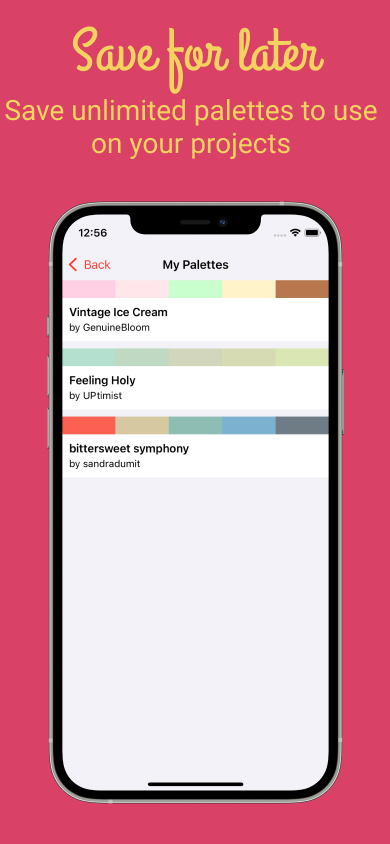 Save for later
Save unlimited palettes to use
on your projects
12:56
Back
My Palettes
Vintage Ice Cream
by GenuineBloom
Feeling Holy
by UPtimist
bittersweet symphony
by sandradumit